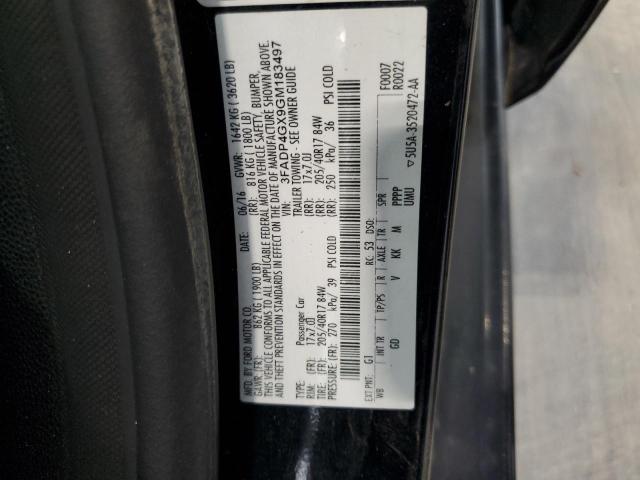 MFD. BY FORD MOTOR CO.
DATE: 06/16 GVWR: 1642 KG ( 3620 LB)
GAWR: (FR): 862 KG ( 1900 LB) (RR): 816 KG ( 1800 LB)
THIS VEHICLE CONFORMS TO ALL APPLICABLE FEDERAL MOTOR VEHICLE SAFETY, BUMPER,
AND THEFT PREVENTION STANDARDS IN EFFECT ON THE DATE OF MANUFACTURE SHOWN ABOVE.
VIN: 3FADP4GX9GM183497
TYPE: Passenger Car TRAILER TOWING - SEE OWNER GUIDE
RIM: (FR): 17x7.0J (RR): 17x7.0J
TIRE: (FR): 205/40R17 84W (RR): 205/40R17 84W
PRESSURE: (FR): 270 kPa/ 39 PSI COLD (RR): 250 kPa/ 36 PSI COLD
EXT PNT: G1 RC: 53 DSO: F0007
R0022
WB INT TR TP/PS R AXLE TR SPR
GD V KK M PPPP
UMU
5U5A-3520472-AA